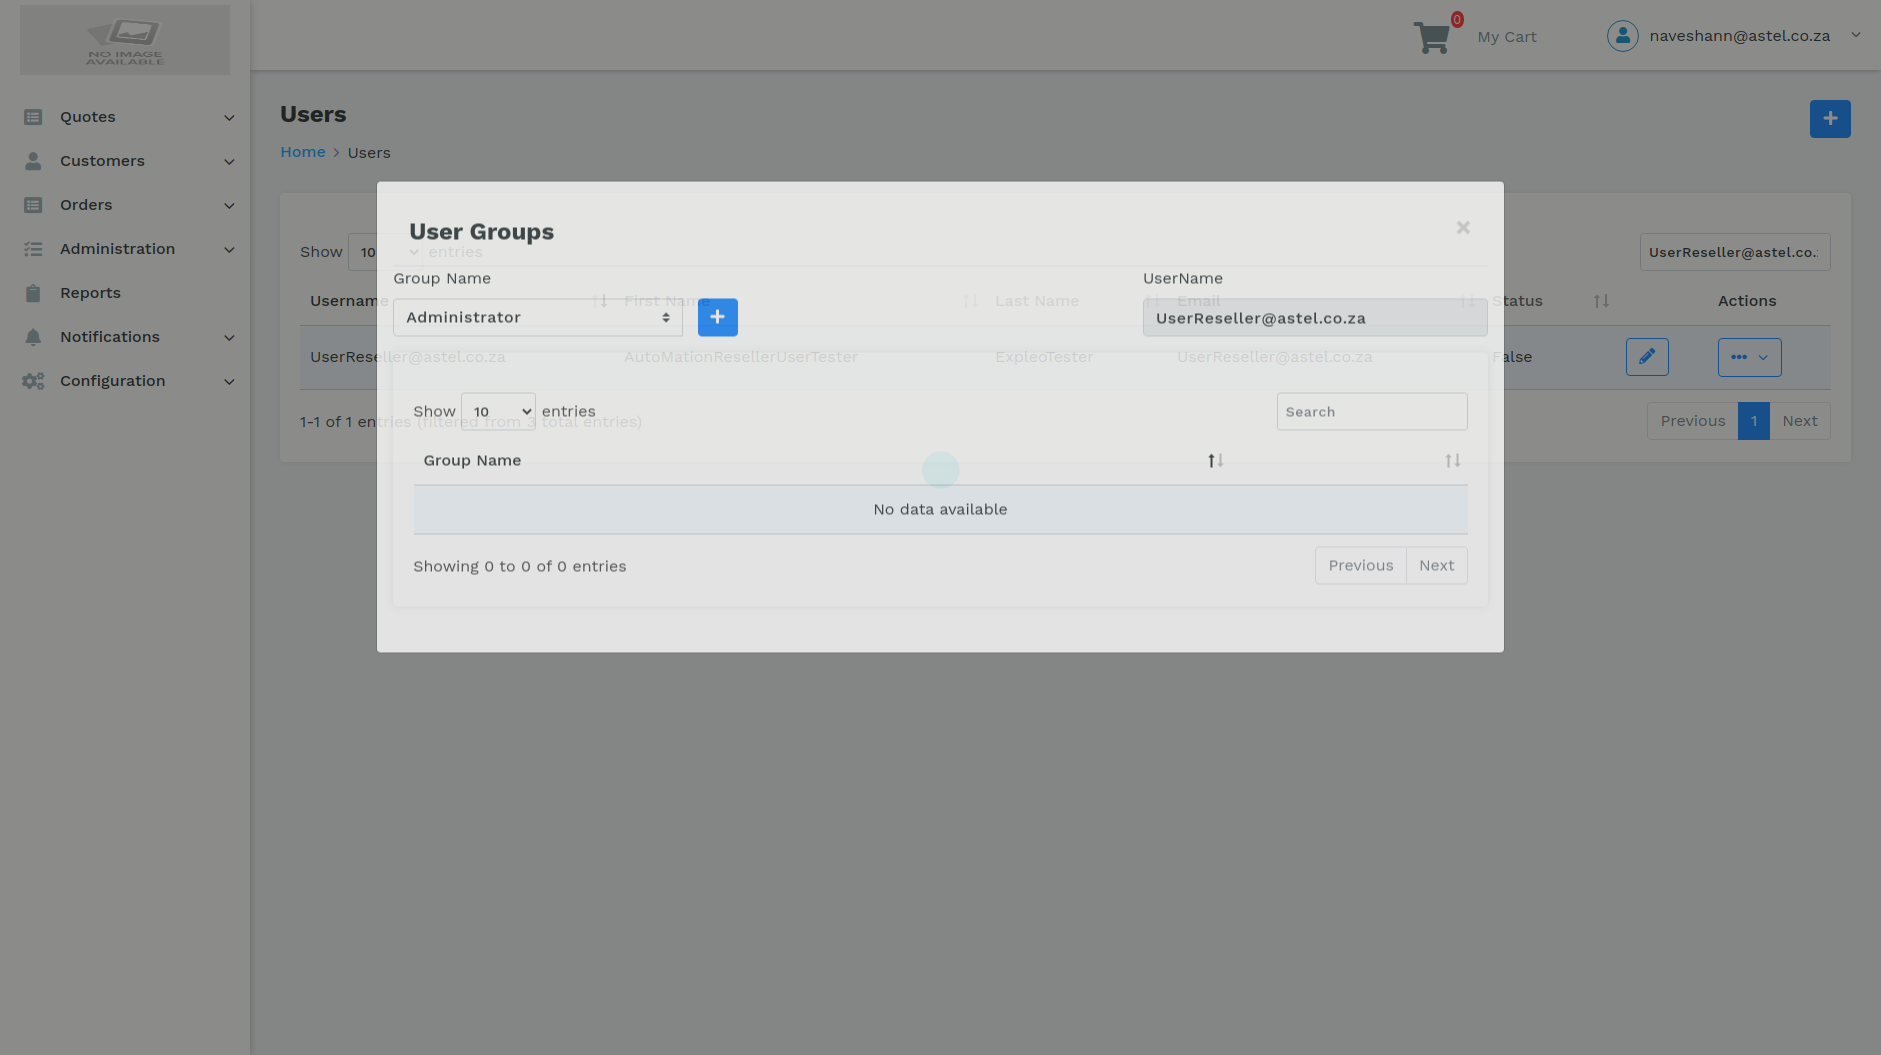 NO IMAGE
AVAILABLE
0
My Cart
naveshann@astel.co.za
Quotes
Customers
Orders
Administration
Reports
Notifications
Configuration
Users
Home > Users
Show 10 entries
UserReseller@astel.co.
Username First Name Last Name Email Status Actions
UserReseller@astel.co.za AutoMationResellerUserTester ExpleoTester UserReseller@astel.co.za False
1-1 of 1 entries (filtered from 3 total entries)
Previous 1 Next
User Groups
Group Name
UserName
Administrator
UserReseller@astel.co.za
Show 10 entries
Search
Group Name
No data available
Showing 0 to 0 of 0 entries
Previous Next